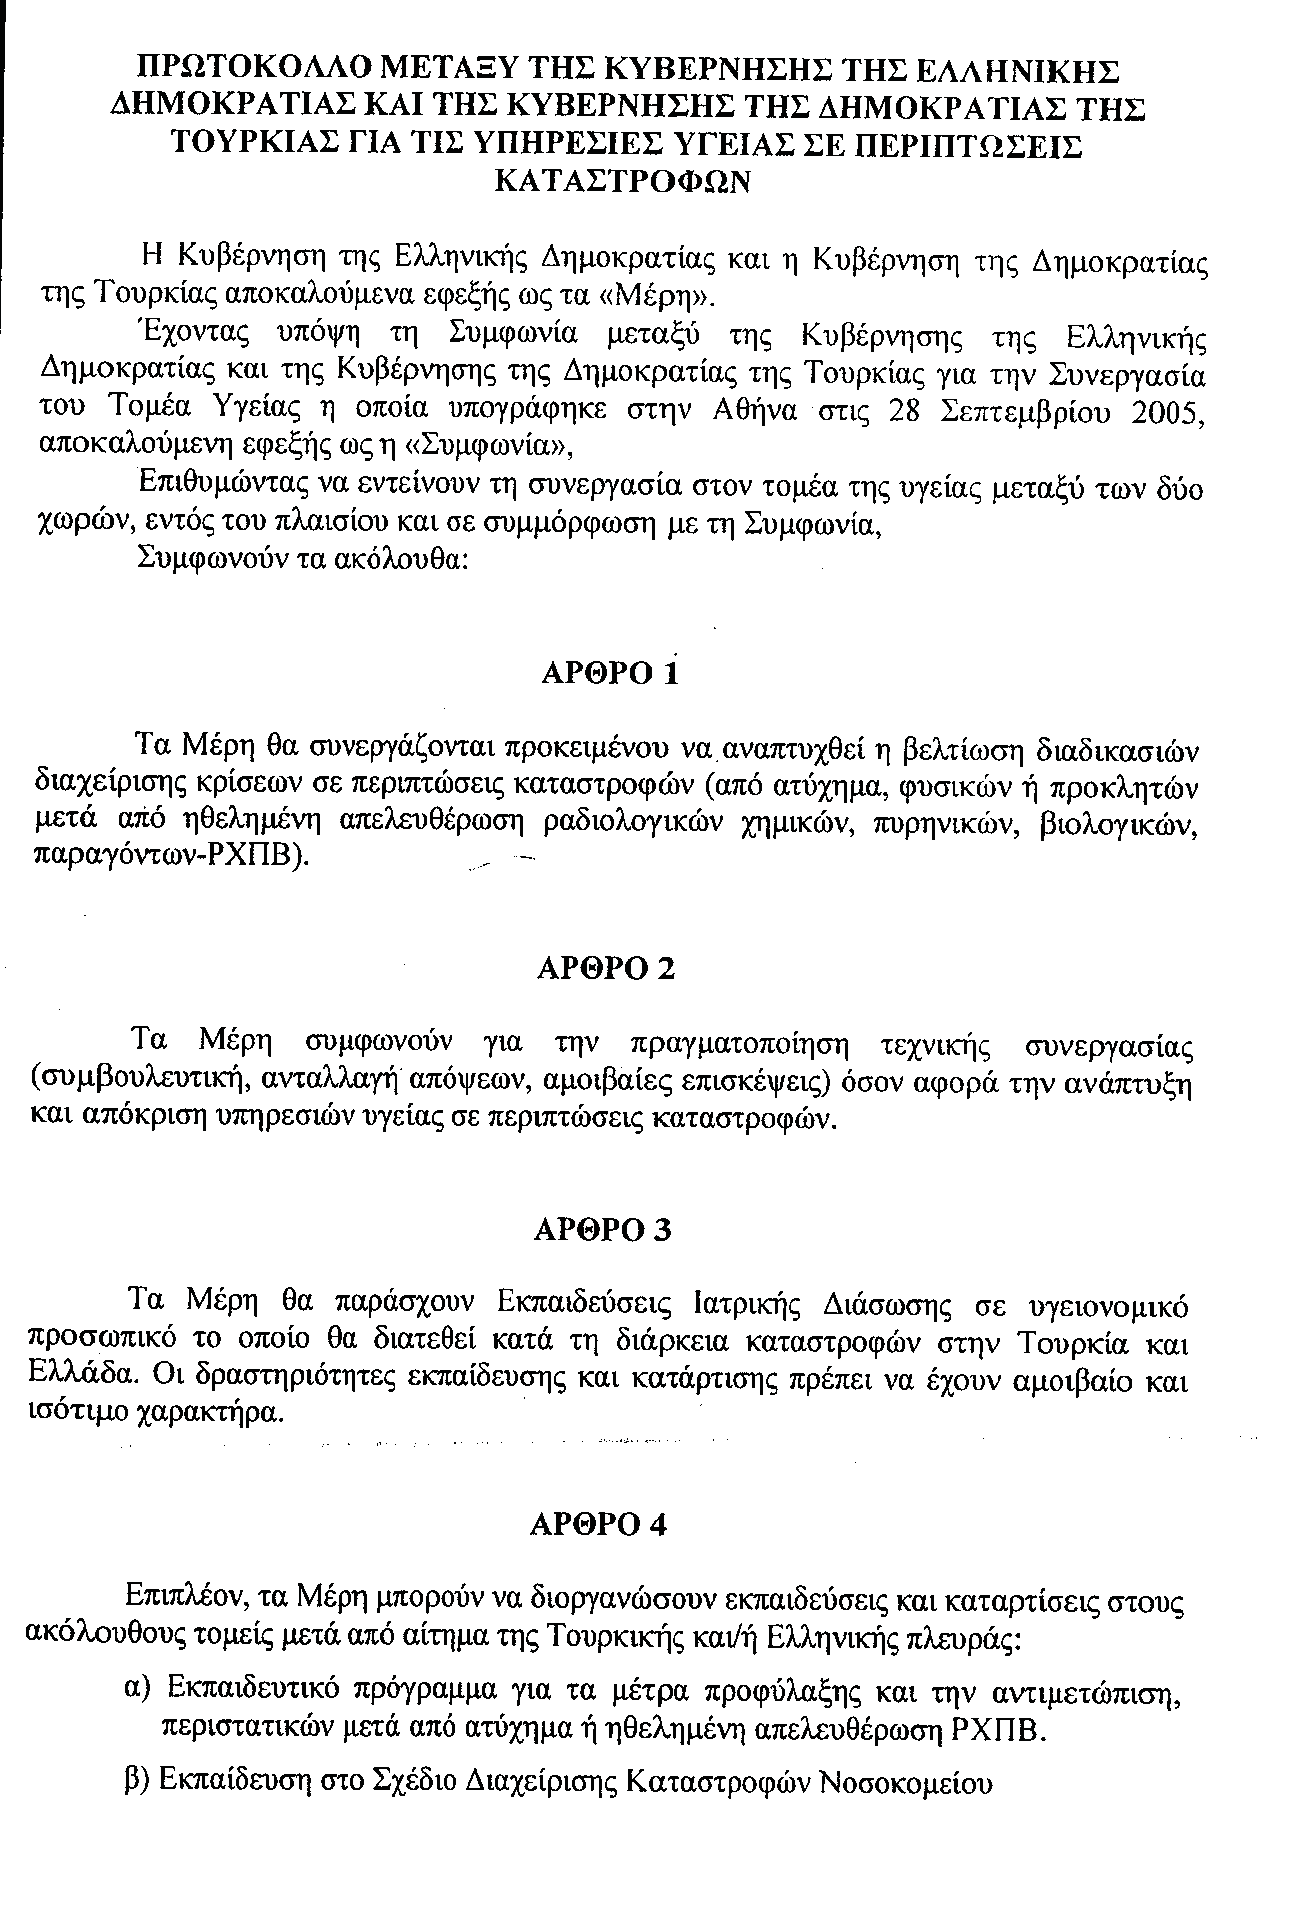 ΠΡΩΤΟΚΟΛΛΟ ΜΕΤΑΞΥ ΤΗΣ ΚΥΒΕΡΝΗΣΗΣ ΤΗΣ ΕΛΛΗΝΙΚΗΣ
ΔΗΜΟΚΡΑΤΙΑΣ ΚΑΙ ΤΗΣ ΚΥΒΕΡΝΗΣΗΣ ΤΗΣ ΔΗΜΟΚΡΑΤΙΑΣ ΤΗΣ
ΤΟΥΡΚΙΑΣ ΓΙΑ ΤΙΣ ΥΠΗΡΕΣΙΕΣ ΥΓΕΙΑΣ ΣΕ ΠΕΡΙΠΤΩΣΕΙΣ
ΚΑΤΑΣΤΡΟΦΩΝ
Η Κυβέρνηση της Ελληνικής Δημοκρατίας και η Κυβέρνηση της Δημοκρατίας
της Τουρκίας αποκαλούμενα εφεξής ως τα «Μέρη».
Έχοντας υπόψη τη Συμφωνία μεταξύ της Κυβέρνησης της Ελληνικής
Δημοκρατίας και της Κυβέρνησης της Δημοκρατίας της Τουρκίας για την Συνεργασία
του Τομέα Υγείας η οποία υπογράφηκε στην Αθήνα στις 28 Σεπτεμβρίου 2005,
αποκαλούμενη εφεξής ως η «Συμφωνία»,
Επιθυμώντας να εντείνουν τη συνεργασία στον τομέα της υγείας μεταξύ των δύο
χωρών, εντός του πλαισίου και σε συμμόρφωση με τη Συμφωνία,
Συμφωνούν τα ακόλουθα:
ΑΡΘΡΟ 1
Τα Μέρη θα συνεργάζονται προκειμένου να αναπτυχθεί η βελτίωση διαδικασιών
διαχείρισης κρίσεων σε περιπτώσεις καταστροφών (από ατύχημα, φυσικών ή προκλητών
μετά από ηθελημένη απελευθέρωση ραδιολογικών χημικών, πυρηνικών, βιολογικών,
παραγόντων-ΡΧΠΒ).
ΑΡΘΡΟ 2
Τα Μέρη συμφωνούν για την πραγματοποίηση τεχνικής συνεργασίας
(συμβουλευτική, ανταλλαγή απόψεων, αμοιβαίες επισκέψεις) όσον αφορά την ανάπτυξη
και απόκριση υπηρεσιών υγείας σε περιπτώσεις καταστροφών.
ΑΡΘΡΟ 3
Τα Μέρη θα παράσχουν Εκπαιδεύσεις Ιατρικής Διάσωσης σε υγειονομικό
προσωπικό το οποίο θα διατεθεί κατά τη διάρκεια καταστροφών στην Τουρκία και
Ελλάδα. Οι δραστηριότητες εκπαίδευσης και κατάρτισης πρέπει να έχουν αμοιβαίο και
ισότιμο χαρακτήρα.
ΑΡΘΡΟ 4
Επιπλέον, τα Μέρη μπορούν να διοργανώσουν εκπαιδεύσεις και καταρτίσεις στους
ακόλουθους τομείς μετά από αίτημα της Τουρκικής και/ή Ελληνικής πλευράς:
α) Εκπαιδευτικό πρόγραμμα για τα μέτρα προφύλαξης και την αντιμετώπιση,
περιστατικών μετά από ατύχημα ή ηθελημένη απελευθέρωση ΡΧΠΒ.
β) Εκπαίδευση στο Σχέδιο Διαχείρισης Καταστροφών Νοσοκομείου